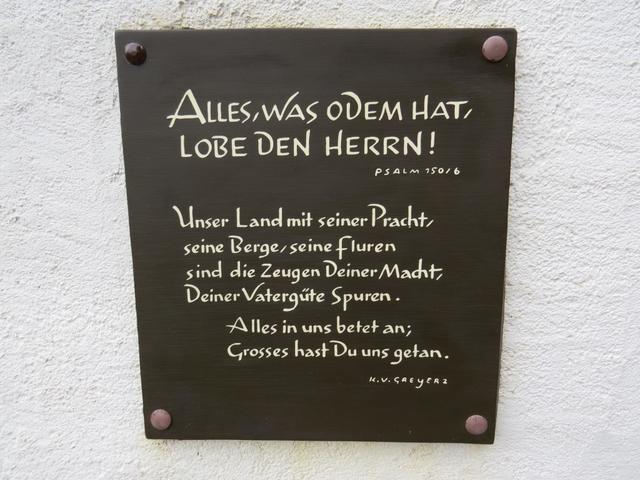 ALLES, WAS ODEM HAT,
LOBE DEN HERRN!
PSALM 150/6
Unser Land mit seiner Pracht,
seine Berge, seine Fluren
sind die Zeugen Deiner Macht,
Deiner Vatergüte Spuren.
Alles in uns betet an;
Grosses hast Du uns getan.
K.V. GREYERZ